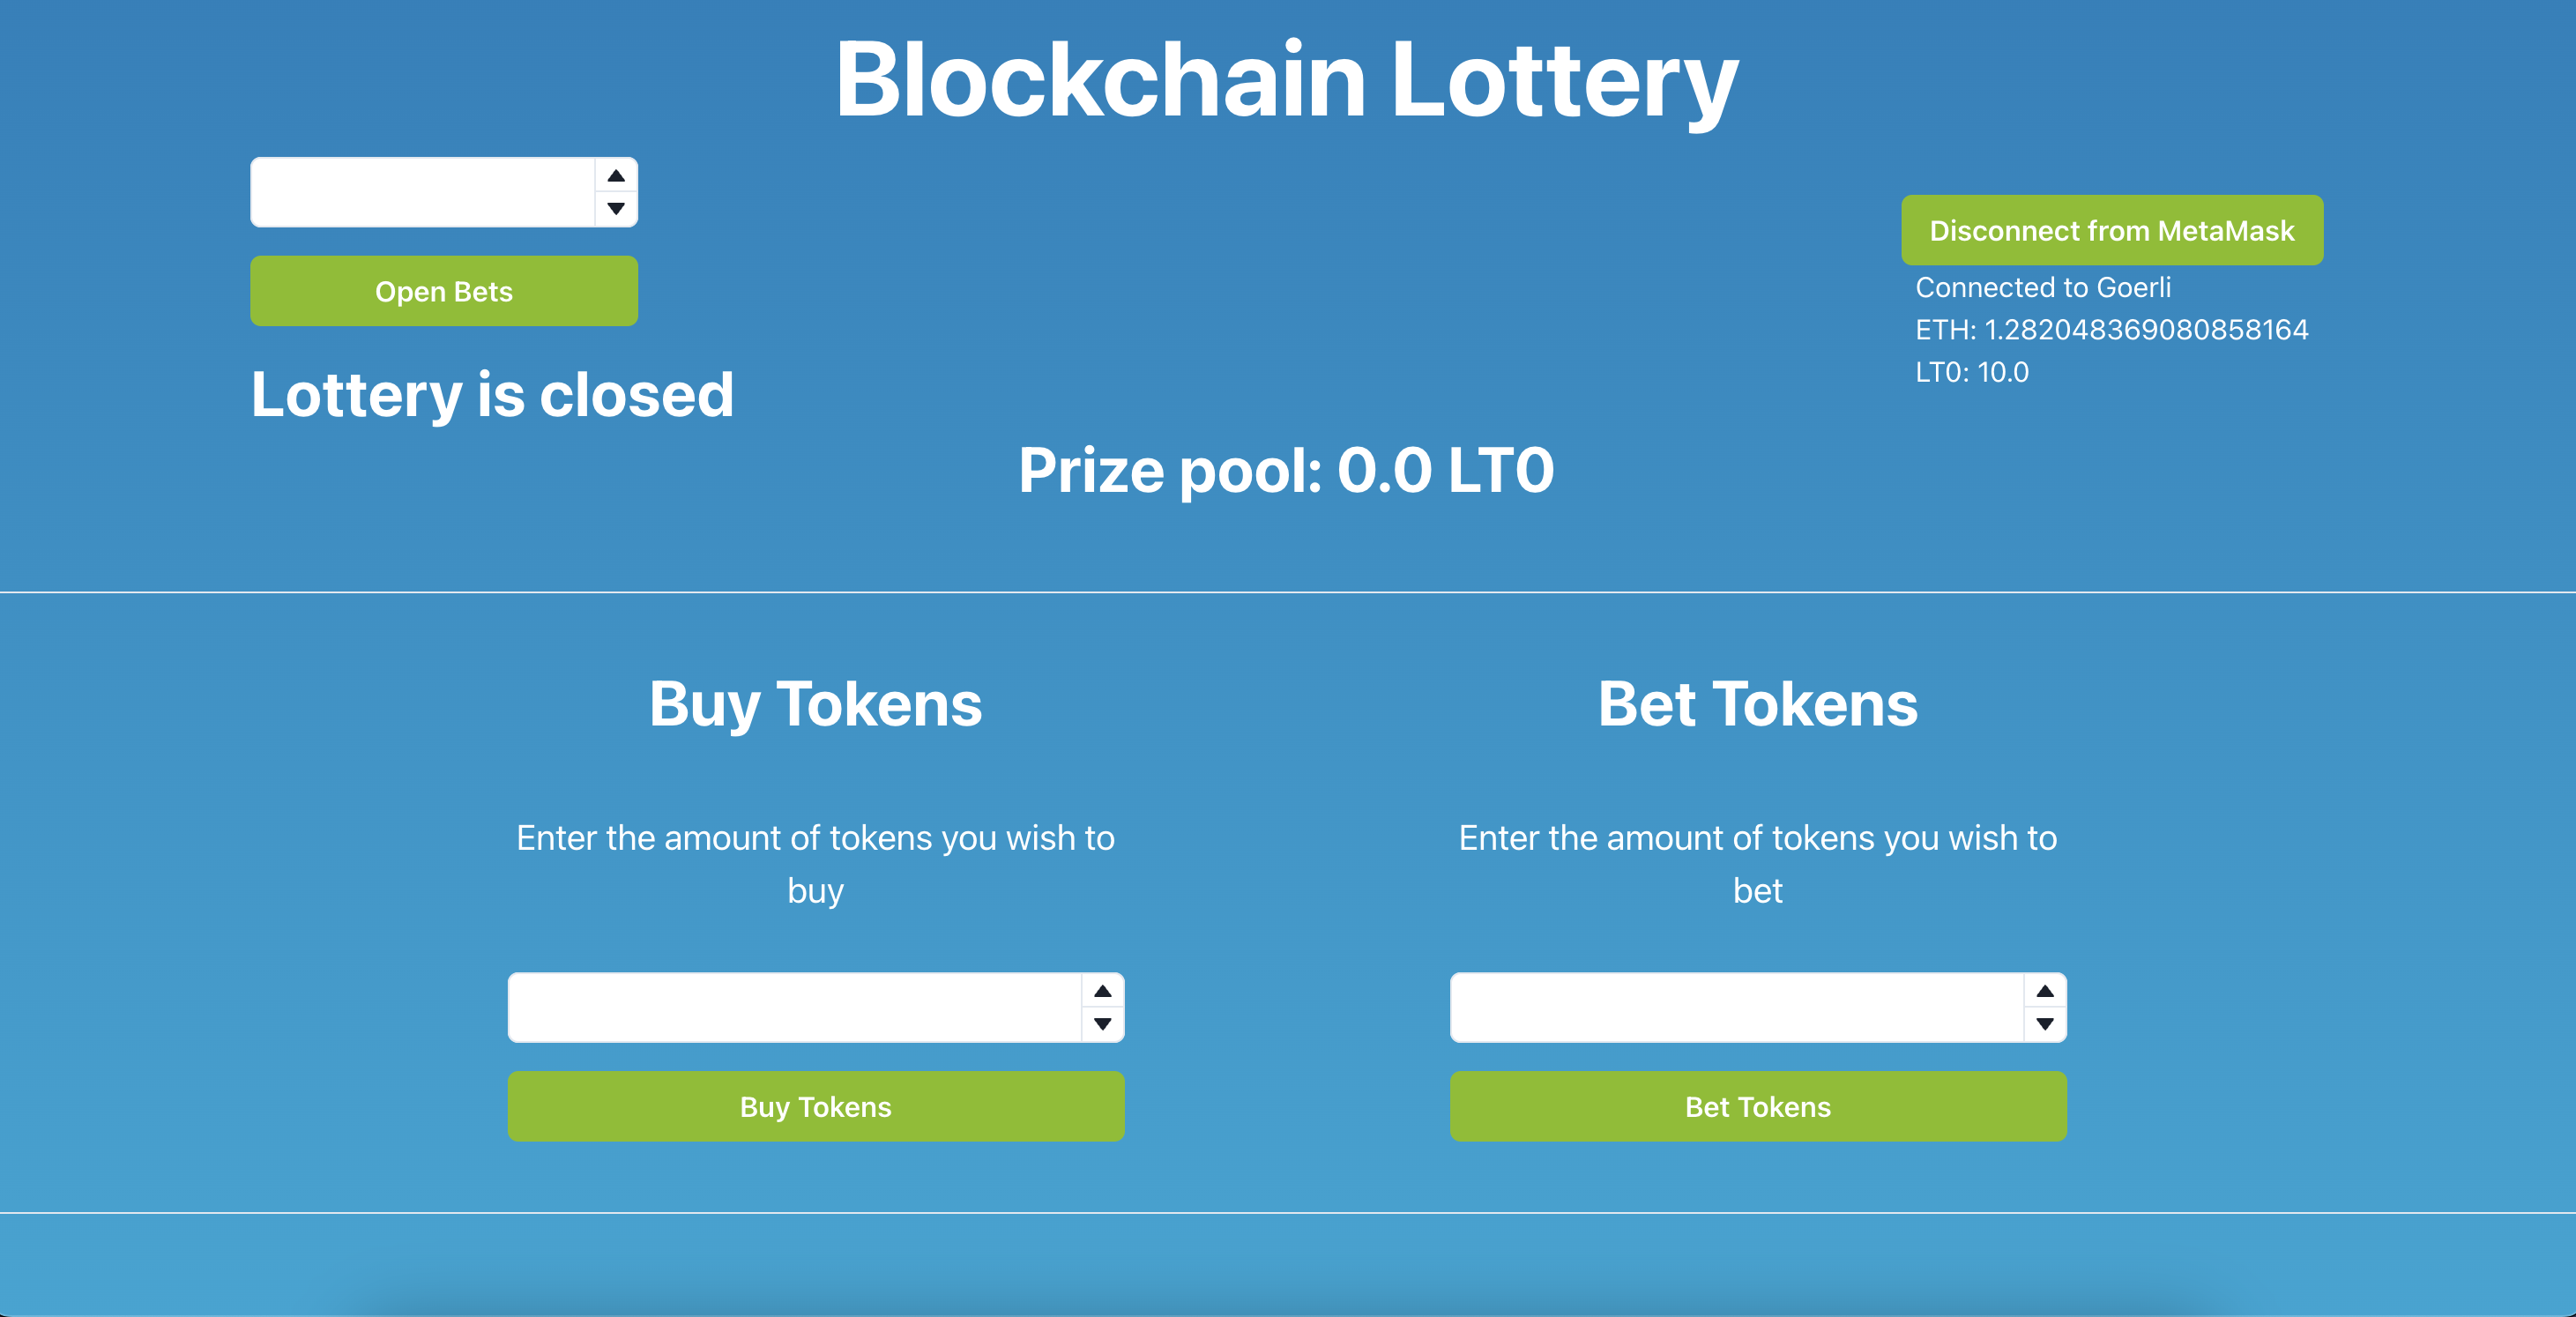 Blockchain Lottery
Open Bets
Lottery is closed
Disconnect from MetaMask
Connected to Goerli
ETH: 1.282048369080858164
LT0: 10.0
Prize pool: 0.0 LT0
Buy Tokens
Enter the amount of tokens you wish to
buy
Buy Tokens
Bet Tokens
Enter the amount of tokens you wish to
bet
Bet Tokens